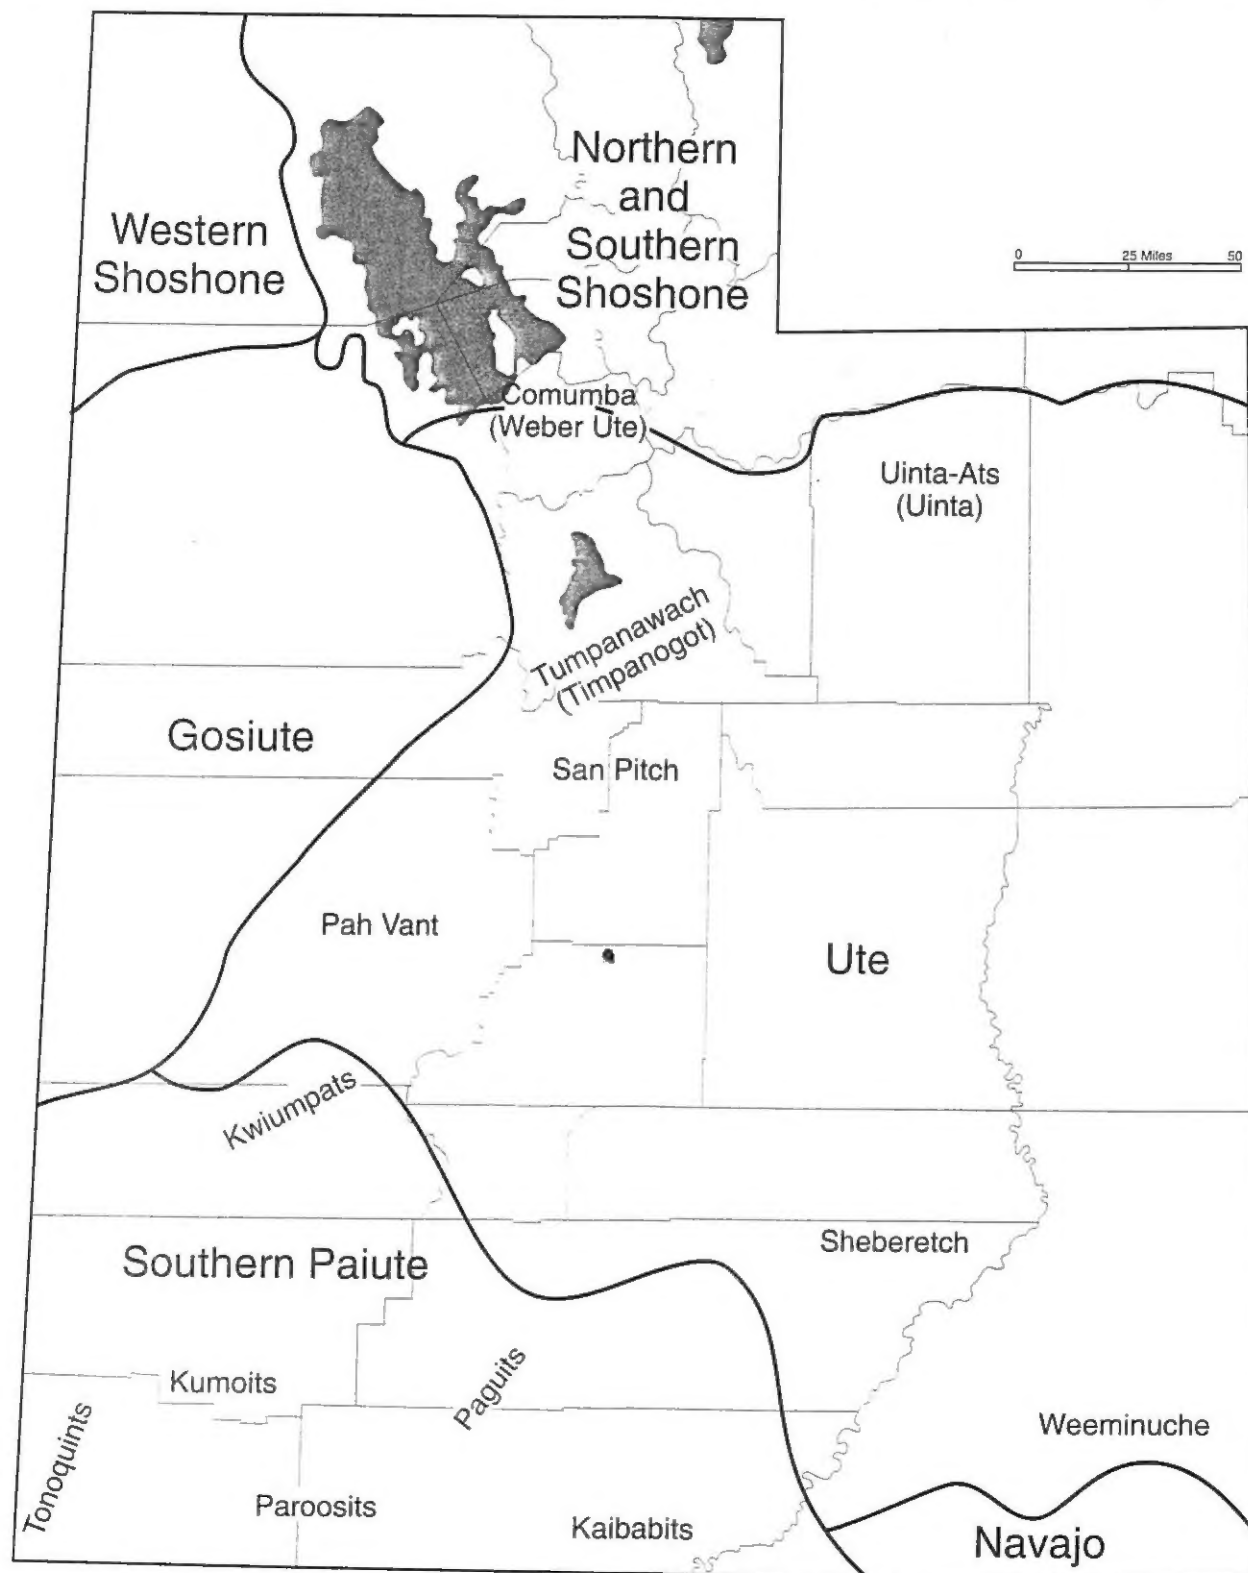 Northern
and
Southern
Shoshone
Western
Shoshone
0 25 Miles 50
Comumba
(Weber Ute)
Uinta-Ats
(Uinta)
Tumpanawach
(Timpanogot)
Gosiute
San Pitch
Pah Vant
Ute
Kwiumpats
Sheberetch
Southern Paiute
Kumoits
Paguits
Tonoquints
Weeminuche
Paroosits
Kaibabits
Navajo